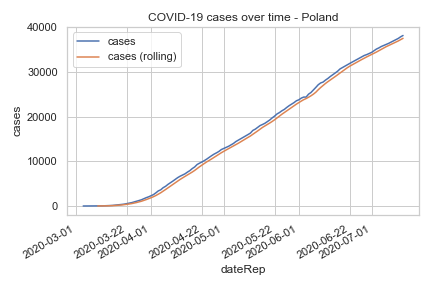 COVID-19 cases over time - Poland
cases
cases (rolling)
40000
30000
20000
10000
0
cases
2020-03-01
2020-03-22
2020-04-01
2020-04-22
2020-05-01
2020-05-22
2020-06-01
2020-06-22
2020-07-01
dateRep